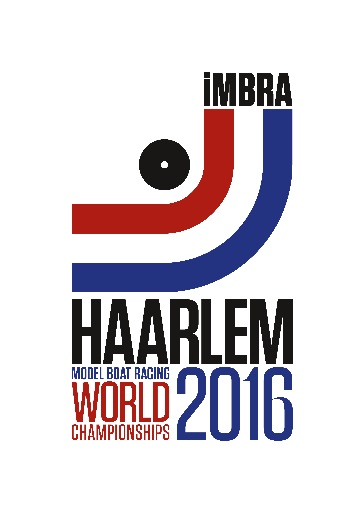 iMBRA
HAARLEM
MODEL BOAT RACING
WORLD
CHAMPIONSHIPS
2016